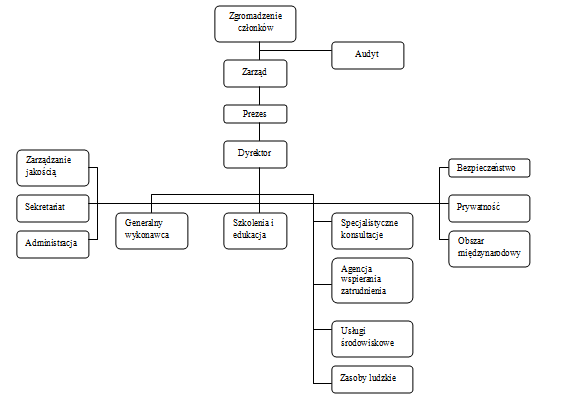 Zgromadzenie
członków
Audyt
Zarząd
Prezes
Dyrektor
Zarządzanie
jakością
Sekretariat
Administracja
Bezpieczeństwo
Prywatność
Obszar
międzynarodowy
Generalny
wykonawca
Szkolenia i
edukacja
Specjalistyczne
konsultacje
Agencja
wspierania
zatrudnienia
Usługi
środowiskowe
Zasoby ludzkie